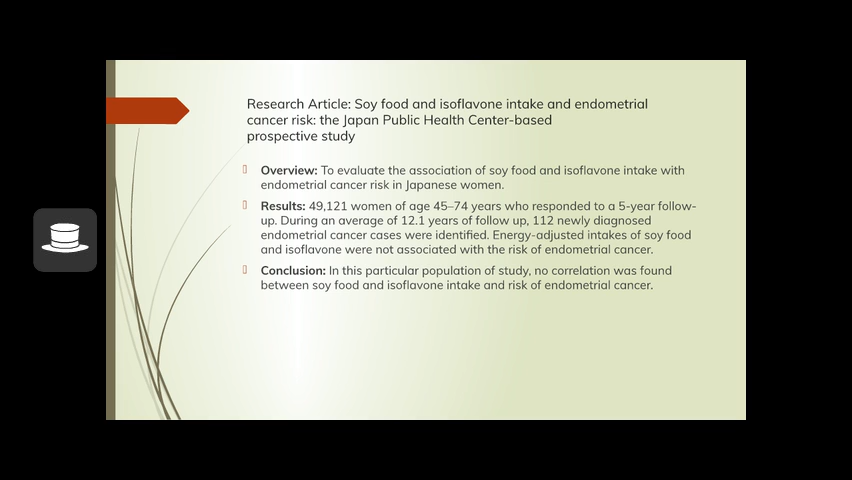 Research Article: Soy food and isoflavone intake and endometrial
cancer risk: the Japan Public Health Center-based
prospective study
Overview: To evaluate the association of soy food and isoflavone intake with
endometrial cancer risk in Japanese women.
Results: 49,121 women of age 45–74 years who responded to a 5-year follow-
up. During an average of 12.1 years of follow up, 112 newly diagnosed
endometrial cancer cases were identified. Energy-adjusted intakes of soy food
and isoflavone were not associated with the risk of endometrial cancer.
Conclusion: In this particular population of study, no correlation was found
between soy food and isoflavone intake and risk of endometrial cancer.